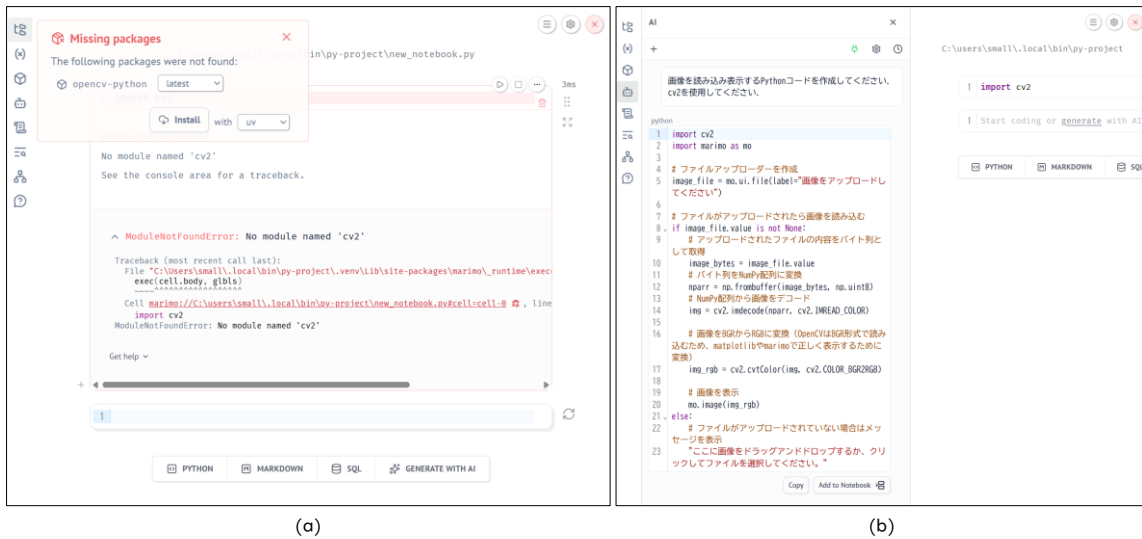 Missing packages
The following packages were not found:
opencv-python latest
Install with uv
in\py-project\new_notebook.py
3ms
import cv2
No module named 'cv2'
See the console area for a traceback.
ModuleNotFoundError: No module named 'cv2'
Traceback (most recent call last):
File "C:\Users\small\.local\bin\py-project\.venv\Lib\site-packages\marimo\_runtime\exec
exec(cell.body, glbls)
~~~~^^^^^^^^^^^^^^^^^^
Cell marimo://C:\users\small\.local\bin\py-project\new_notebook.py#cell=cell-0 , line
import cv2
ModuleNotFoundError: No module named 'cv2'
Get help
1
PYTHON MARKDOWN SQL GENERATE WITH AI
(a)
AI
画像を読み込み表示するPythonコードを作成してください.
cv2を使用してください.
python
1 import cv2
2 import marimo as mo
3
4 # ファイルアップローダーを作成
5 image_file = mo.ui.file(label="画像をアップロードし
てください")
6
7 # ファイルがアップロードされたら画像を読み込む
8 if image_file.value is not None:
9 # アップロードされたファイルの内容をバイト列と
して取得
10 image_bytes = image_file.value
11 # バイト列をNumPy配列に変換
12 nparr = np.frombuffer(image_bytes, np.uint8)
13 # NumPy配列から画像をデコード
14 img = cv2.imdecode(nparr, cv2.IMREAD_COLOR)
15
16 # 画像をBGRからRGBに変換 (OpenCVはBGR形式で読み
込むため、matplotlibやmarimoで正しく表示するために
変換)
17 img_rgb = cv2.cvtColor(img, cv2.COLOR_BGR2RGB)
18
19 # 画像を表示
20 mo.image(img_rgb)
21 else:
22 # ファイルがアップロードされていない場合はメッ
セージを表示
23 "ここに画像をドラッグアンドドロップするか、クリ
ックしてファイルを選択してください。"
Copy Add to Notebook
C:\users\small\.local\bin\py-project
1 import cv2
1 Start coding or generate with AI
PYTHON MARKDOWN SQL
(b)